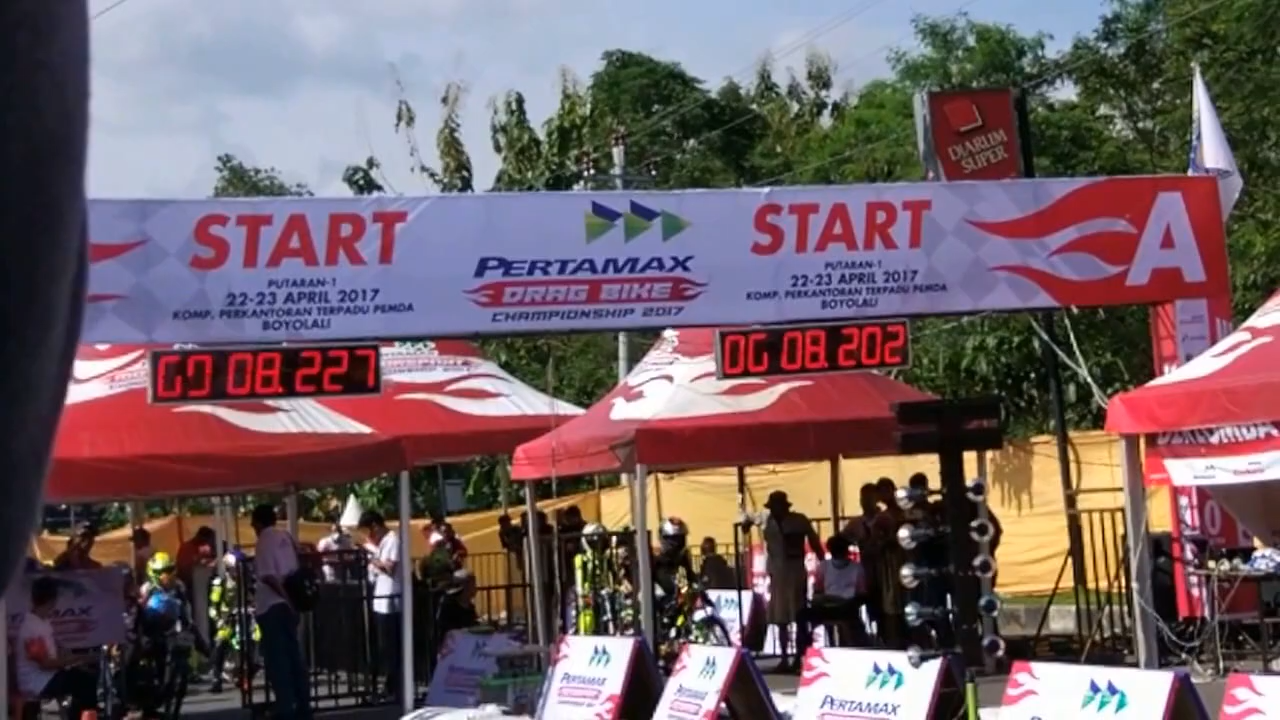 DJARUM
SUPER
START
PUTARAN-1
22-23 APRIL 2017
KOMP. PERKANTORAN TERPADU PEMDA
BOYOLALI
PERTAMAX
DRAG BIKE
CHAMPIONSHIP 2017
START
PUTARAN-1
22-23 APRIL 2017
KOMP. PERKANTORAN TERPADU PEMDA
BOYOLALI
A
08.227
08.202
PERTAMAX
PERTAMAX
PERTAMAX
PERTAMAX